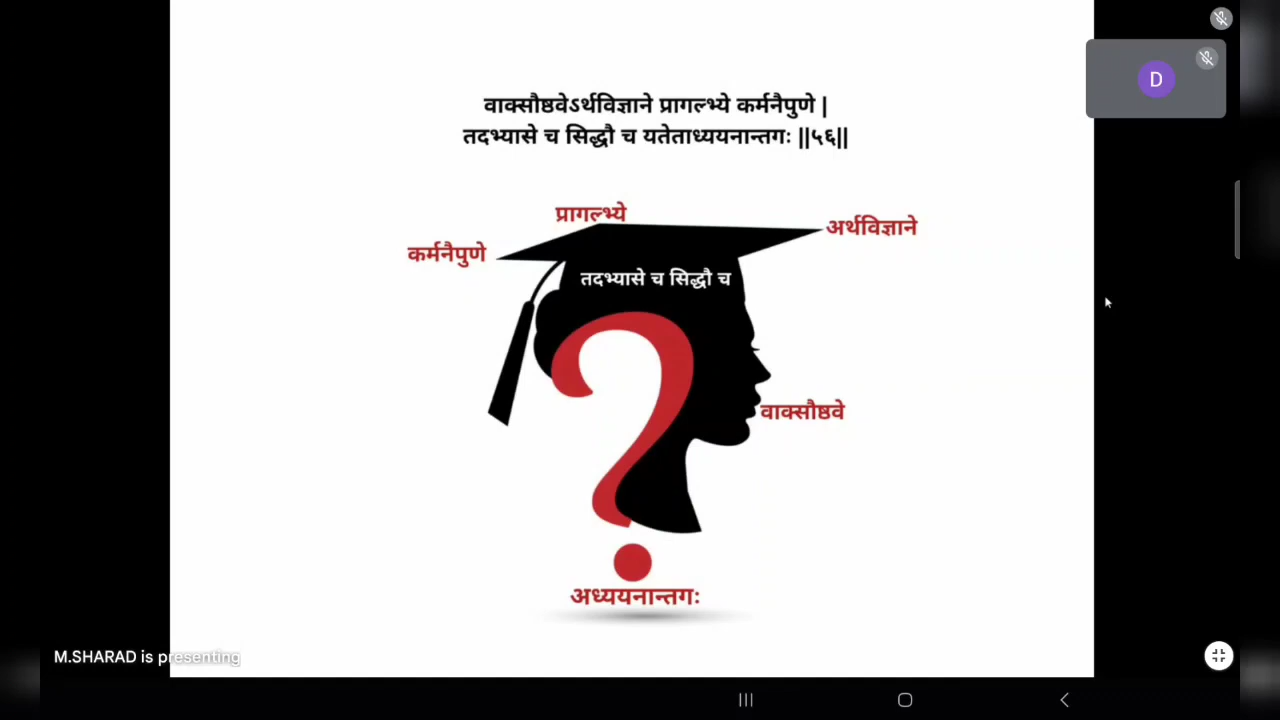 वाक्सौष्ठवेऽर्थविज्ञाने प्रागल्भ्ये कर्मनैपुणे |
तदभ्यासे च सिद्धौ च यतेताध्ययनान्तगः ||५६||
D
प्रागल्भ्ये
अर्थविज्ञाने
कर्मनैपुणे
तदभ्यासे च सिद्धौ च
वाक्सौष्ठवे
अध्ययनान्तगः
M.SHARAD is presenting